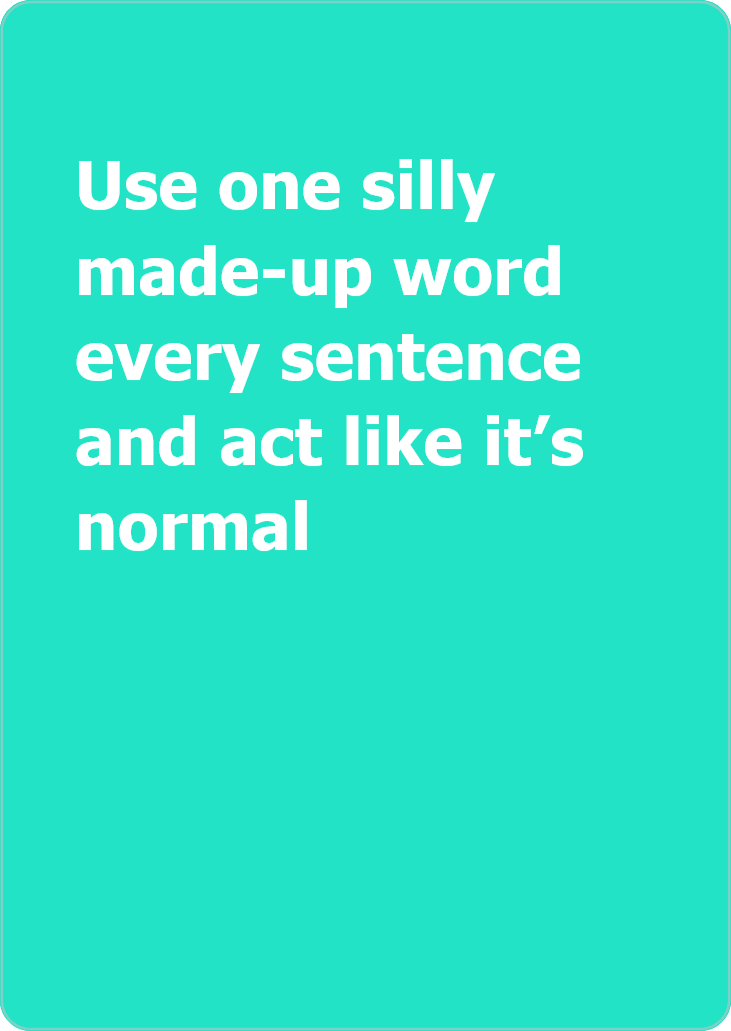 Use one silly
made-up word
every sentence
and act like it’s
normal